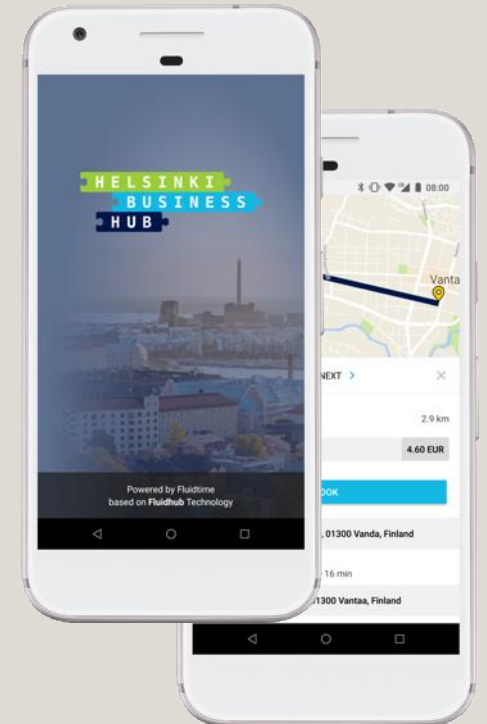 HELSINKI
BUSINESS
HUB
Powered by Fluidtime
based on Fluidhub Technology
08:00
Vanta
NEXT >
2.9 km
4.60 EUR
OOK
, 01300 Vanda, Finland
16 min
01300 Vantaa, Finland